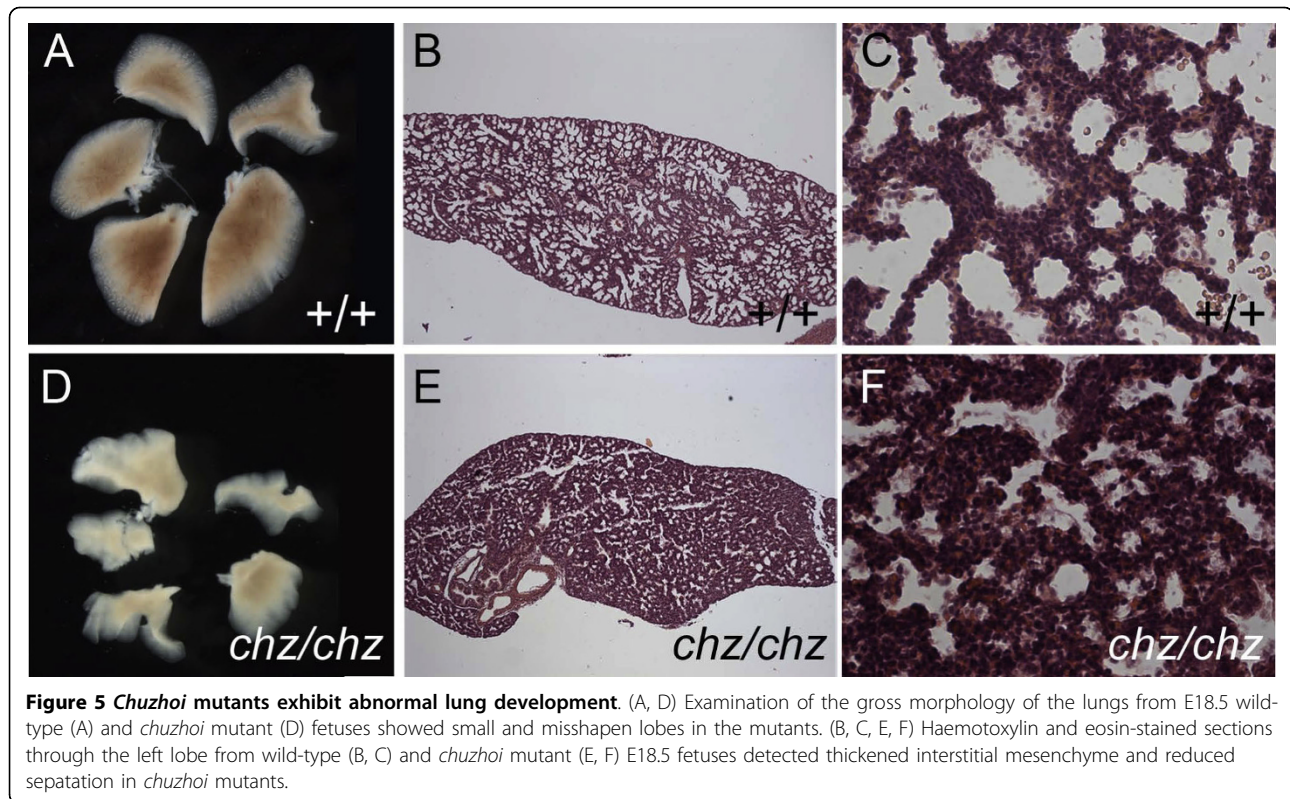 A
B
C
+/+
+/+
+/+
D
E
F
chz/chz
chz/chz
chz/chz
Figure 5 Chuzhoi mutants exhibit abnormal lung development. (A, D) Examination of the gross morphology of the lungs from E18.5 wild-
type (A) and chuzhoi mutant (D) fetuses showed small and misshapen lobes in the mutants. (B, C, E, F) Haemotoxylin and eosin-stained sections
through the left lobe from wild-type (B, C) and chuzhoi mutant (E, F) E18.5 fetuses detected thickened interstitial mesenchyme and reduced
sepatation in chuzhoi mutants.